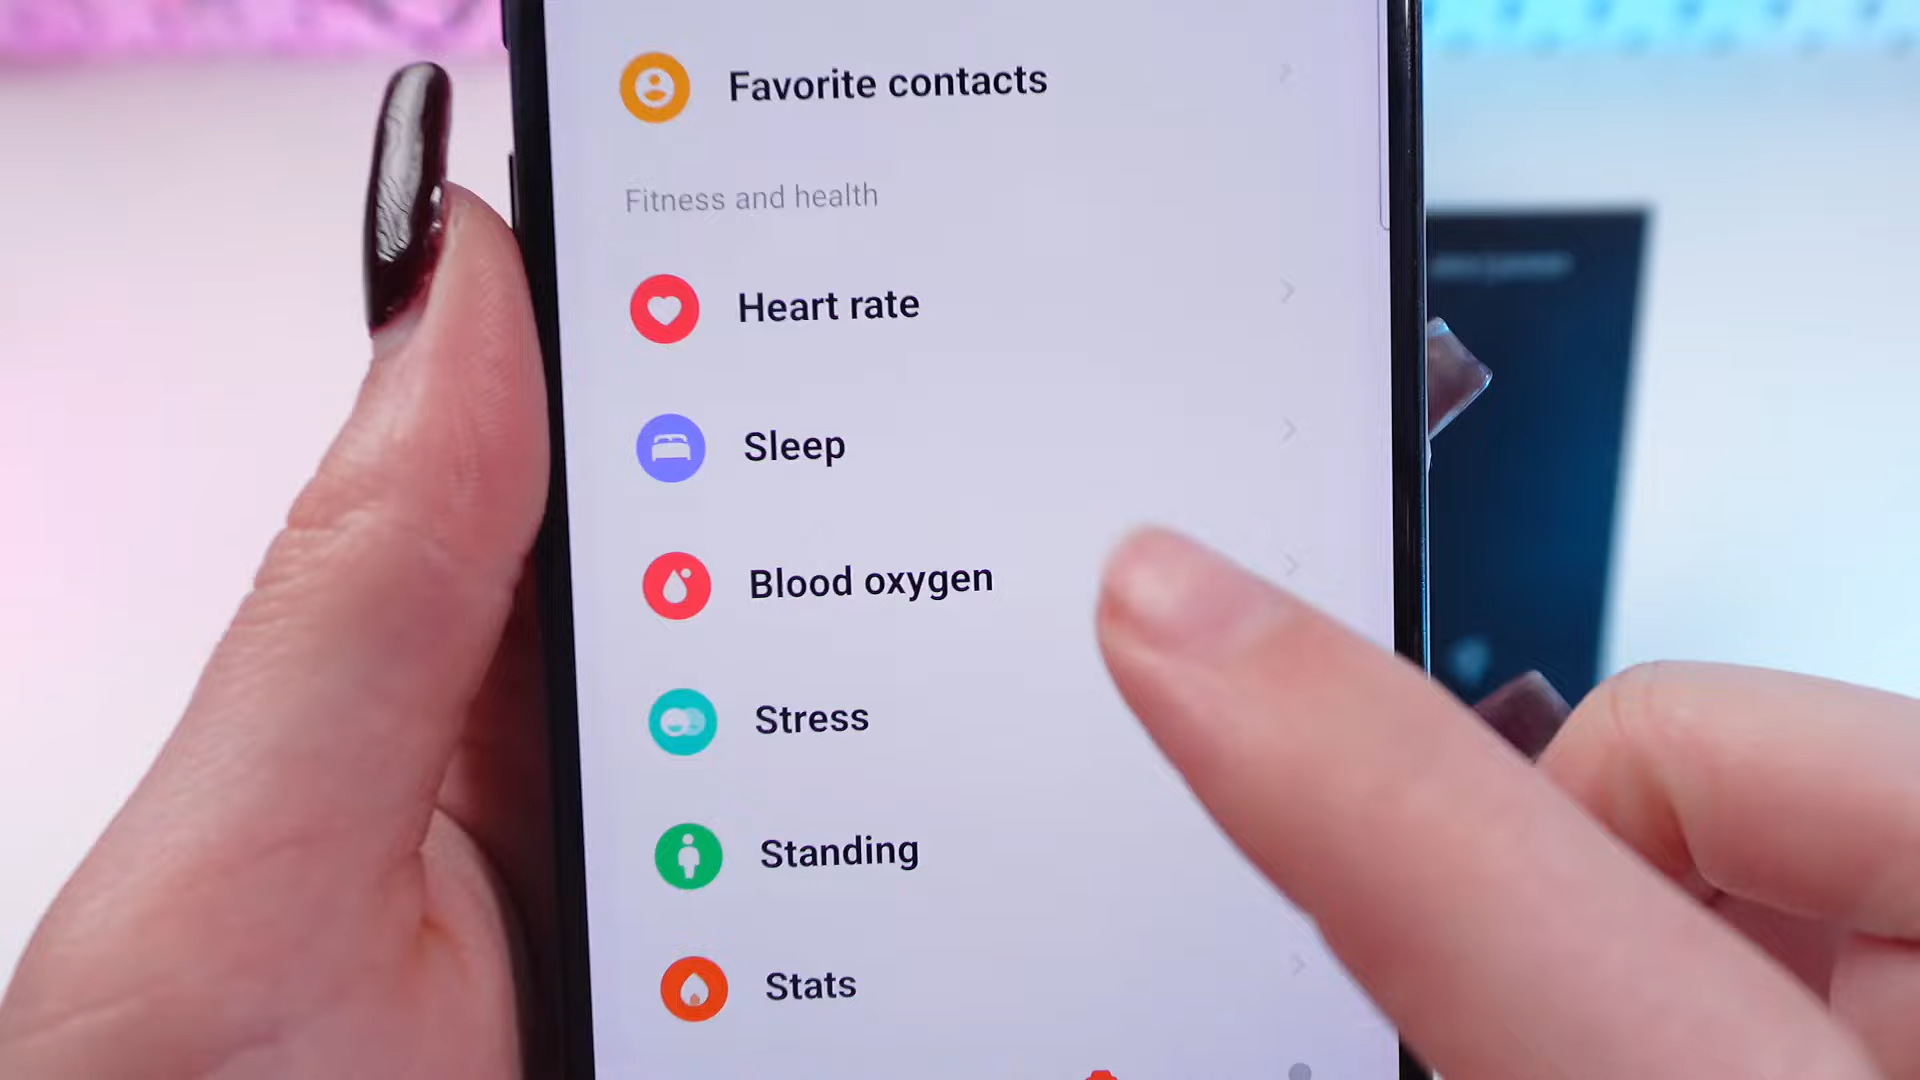 Favorite contacts
Fitness and health
Heart rate
Sleep
Blood oxygen
Stress
Standing
Stats